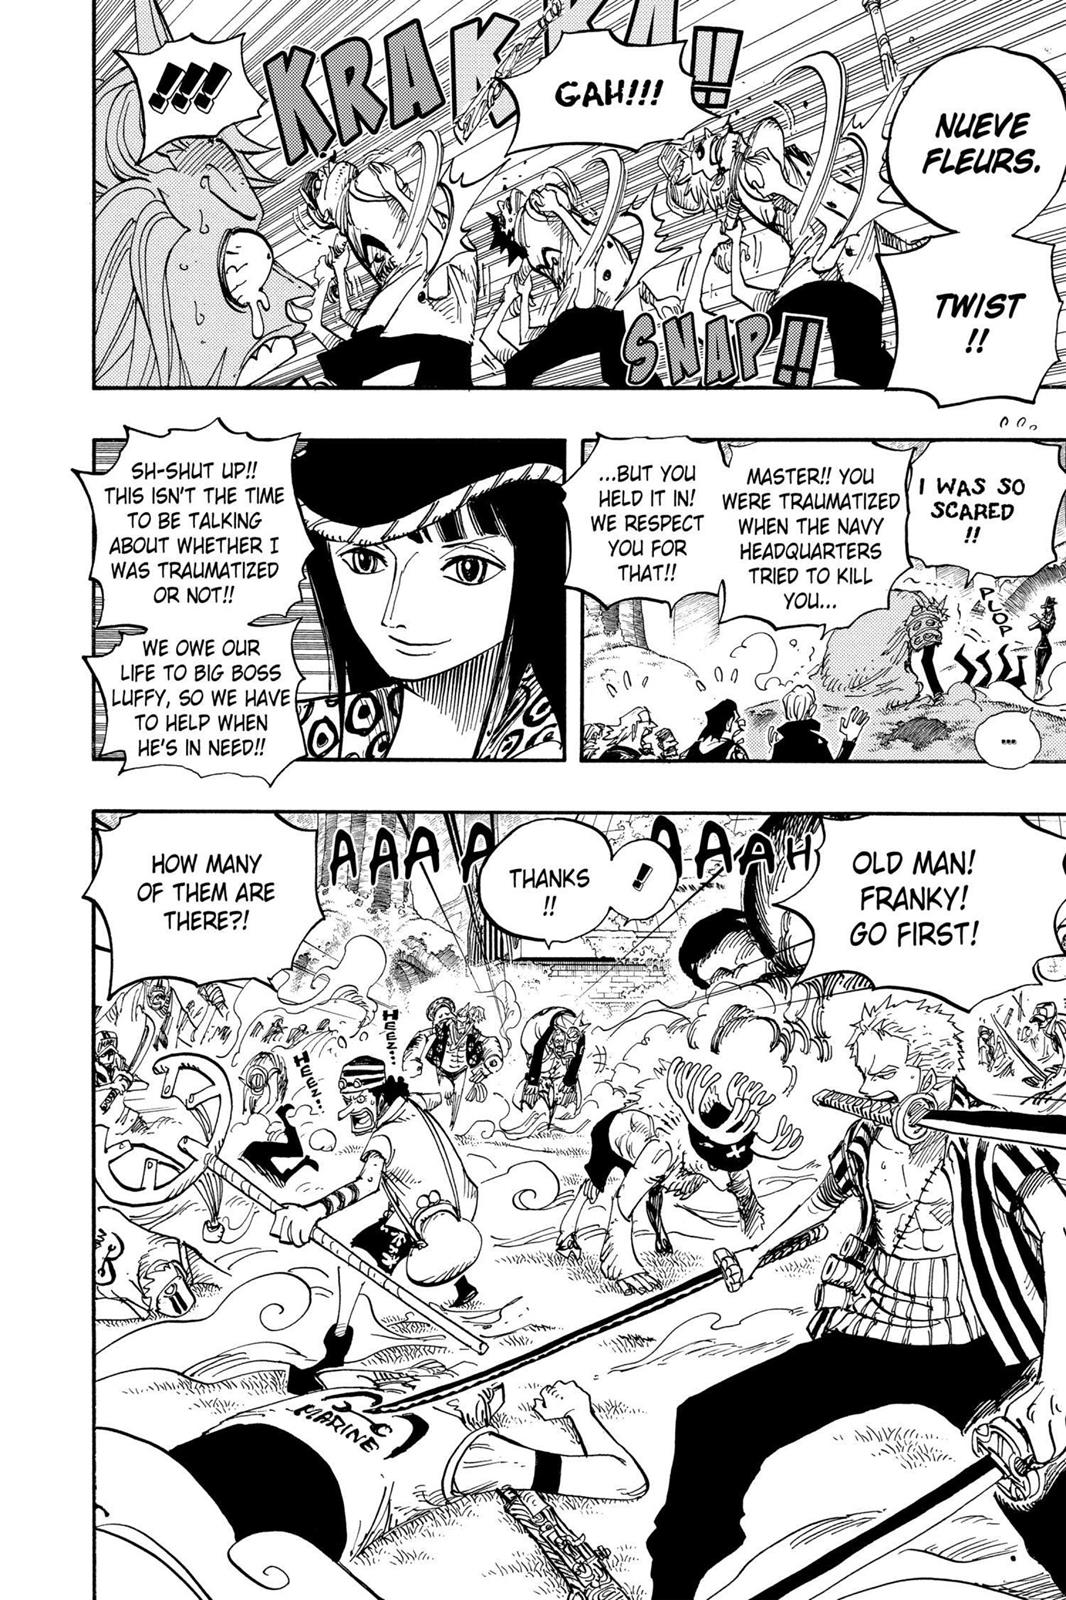 NUEVE
FLEURS.
TWIST
!!
GAH!!!
KRAKKA!!
!!!
SNAP!!
MARINE
I WAS SO
SCARED
!!
PLOP
MASTER!! YOU
WERE TRAUMATIZED
WHEN THE NAVY
HEADQUARTERS
TRIED TO KILL
YOU...
...BUT YOU
HELD IT IN!
WE RESPECT
YOU FOR
THAT!!
...
SH-SHUT UP!!
THIS ISN'T THE TIME
TO BE TALKING
ABOUT WHETHER I
WAS TRAUMATIZED
OR NOT!!
WE OWE OUR
LIFE TO BIG BOSS
LUFFY, SO WE HAVE
TO HELP WHEN
HE'S IN NEED!!
OLD MAN!
FRANKY!
GO FIRST!
!
THANKS
!!
AAAAAAAH
HOW MANY
OF THEM ARE
THERE?!
HEEZ...
HEEZ...
MARINE